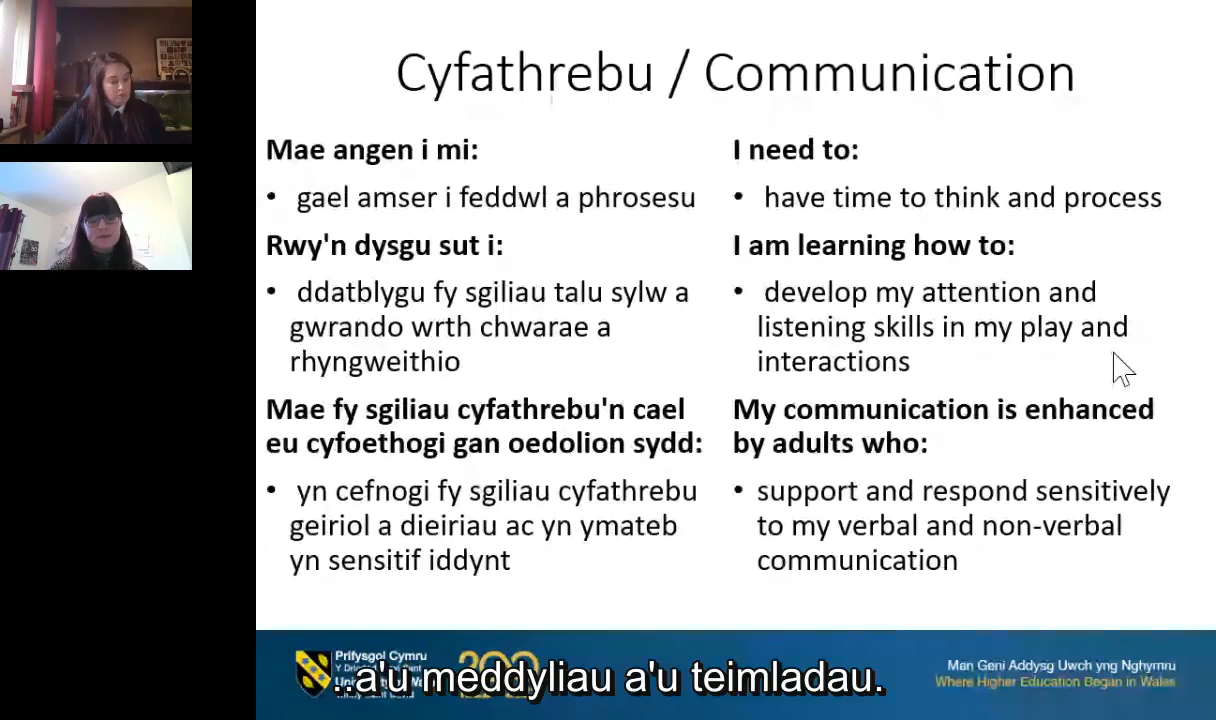 Cyfathrebu / Communication
Mae angen i mi:
• gael amser i feddwl a phrosesu
Rwy'n dysgu sut i:
• ddatblygu fy sgiliau talu sylw a
gwrando wrth chwarae a
rhyngweithio
Mae fy sgiliau cyfathrebu'n cael
eu cyfoethogi gan oedolion sydd:
• yn cefnogi fy sgiliau cyfathrebu
geiriol a dieiriau ac yn ymateb
yn sensitif iddynt
I need to:
• have time to think and process
I am learning how to:
• develop my attention and
listening skills in my play and
interactions
My communication is enhanced
by adults who:
• support and respond sensitively
to my verbal and non-verbal
communication
Prifysgol Cymru
Man Geni Addysg Uwch yng Nghymru
Where Higher Education Began in Wales
..a'u meddyliau a'u teimladau.